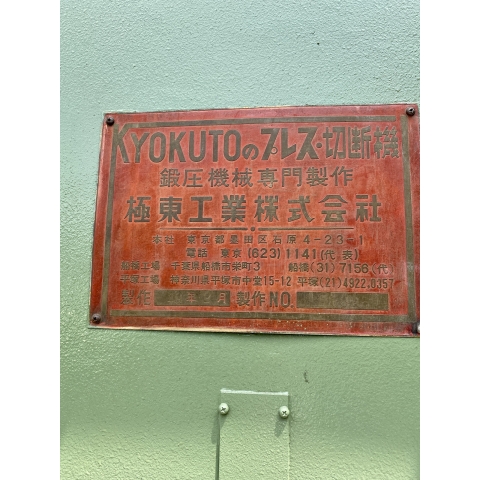 KYOKUTOのプレス・切断機
鍛圧機械専門製作
極東工業株式会社
本社 東京都墨田区石原4-23-1
電話 東京(623)1141(代表)
船橋工場 千葉県船橋市栄町3 船橋(31)7158(代)
平塚工場 神奈川県平塚市中堂15-12 平塚(21)4922.0357
製作 年 月 製作NO.